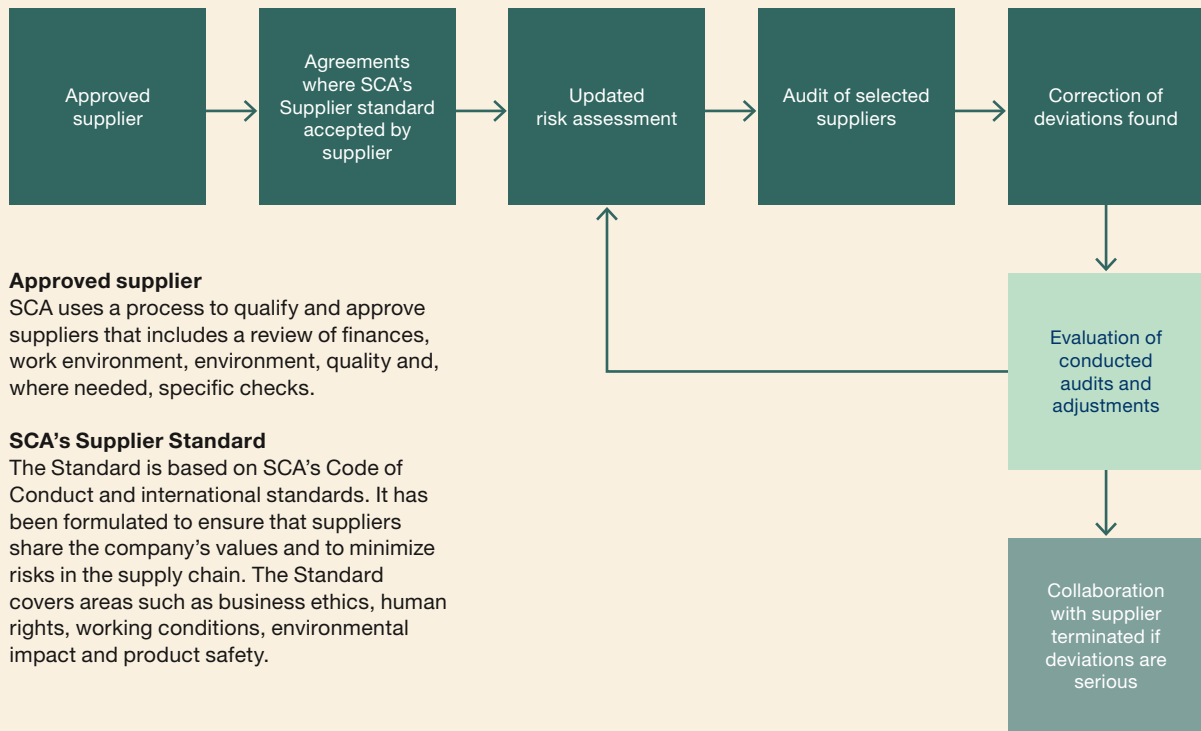 Approved
supplier
Agreements
where SCA’s
Supplier standard
accepted by
supplier
Updated
risk assessment
Audit of selected
suppliers
Correction of
deviations found
Evaluation of
conducted
audits and
adjustments
Collaboration
with supplier
terminated if
deviations are
serious
Approved supplier
SCA uses a process to qualify and approve
suppliers that includes a review of finances,
work environment, environment, quality and,
where needed, specific checks.
SCA’s Supplier Standard
The Standard is based on SCA’s Code of
Conduct and international standards. It has
been formulated to ensure that suppliers
share the company’s values and to minimize
risks in the supply chain. The Standard
covers areas such as business ethics, human
rights, working conditions, environmental
impact and product safety.